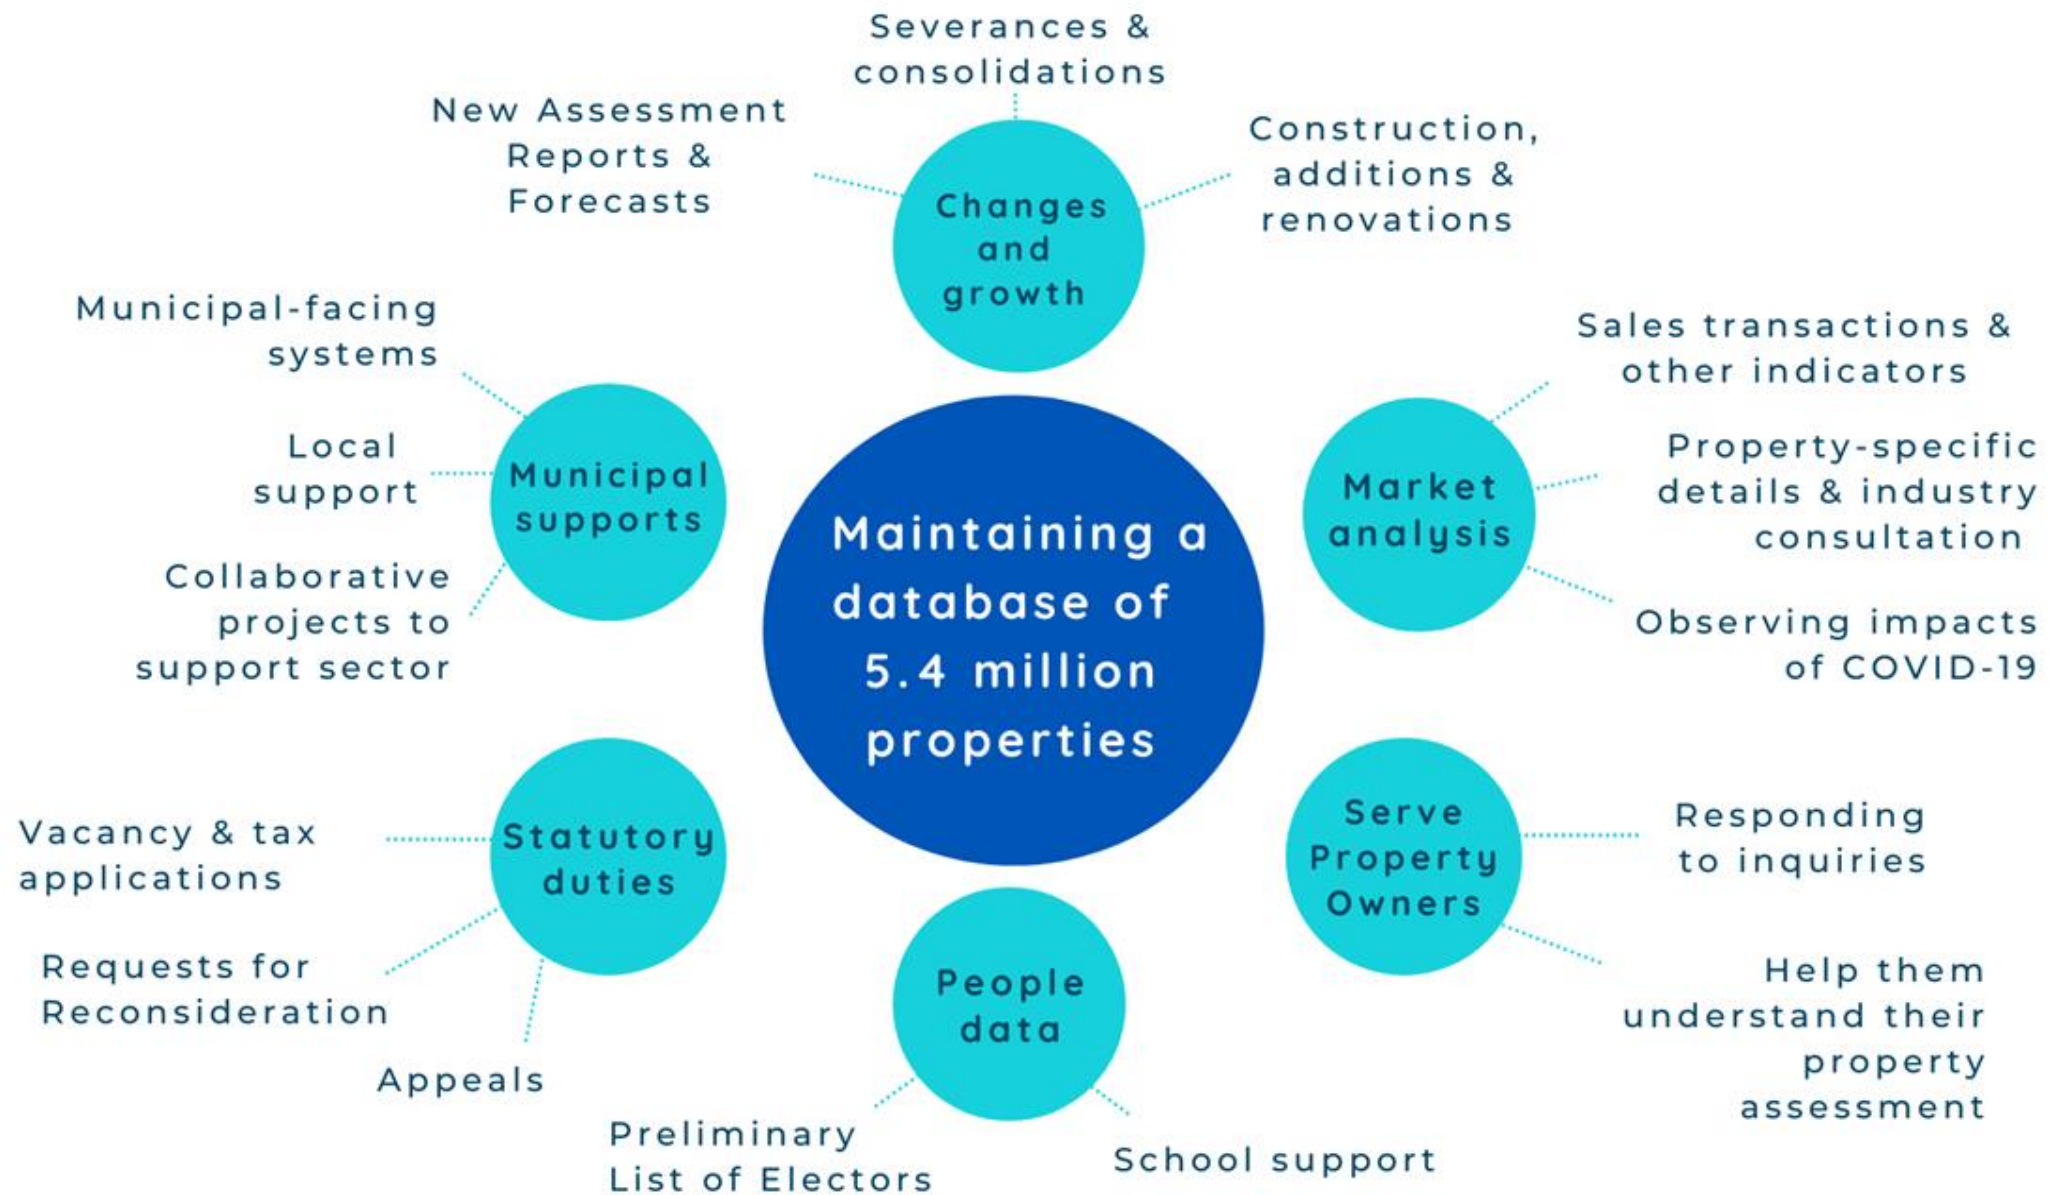 Severances &
consolidations
New Assessment
Reports &
Forecasts
Construction,
additions &
renovations
Changes
and
growth
Municipal-facing
systems
Local
support
Collaborative
projects to
support sector
Municipal
supports
Sales transactions &
other indicators
Property-specific
details & industry
consultation
Observing impacts
of COVID-19
Market
analysis
Maintaining a
database of
5.4 million
properties
Vacancy & tax
applications
Requests for
Reconsideration
Appeals
Statutory
duties
Serve
Property
Owners
Responding
to inquiries
Help them
understand their
property
assessment
People
data
Preliminary
List of Electors
School support